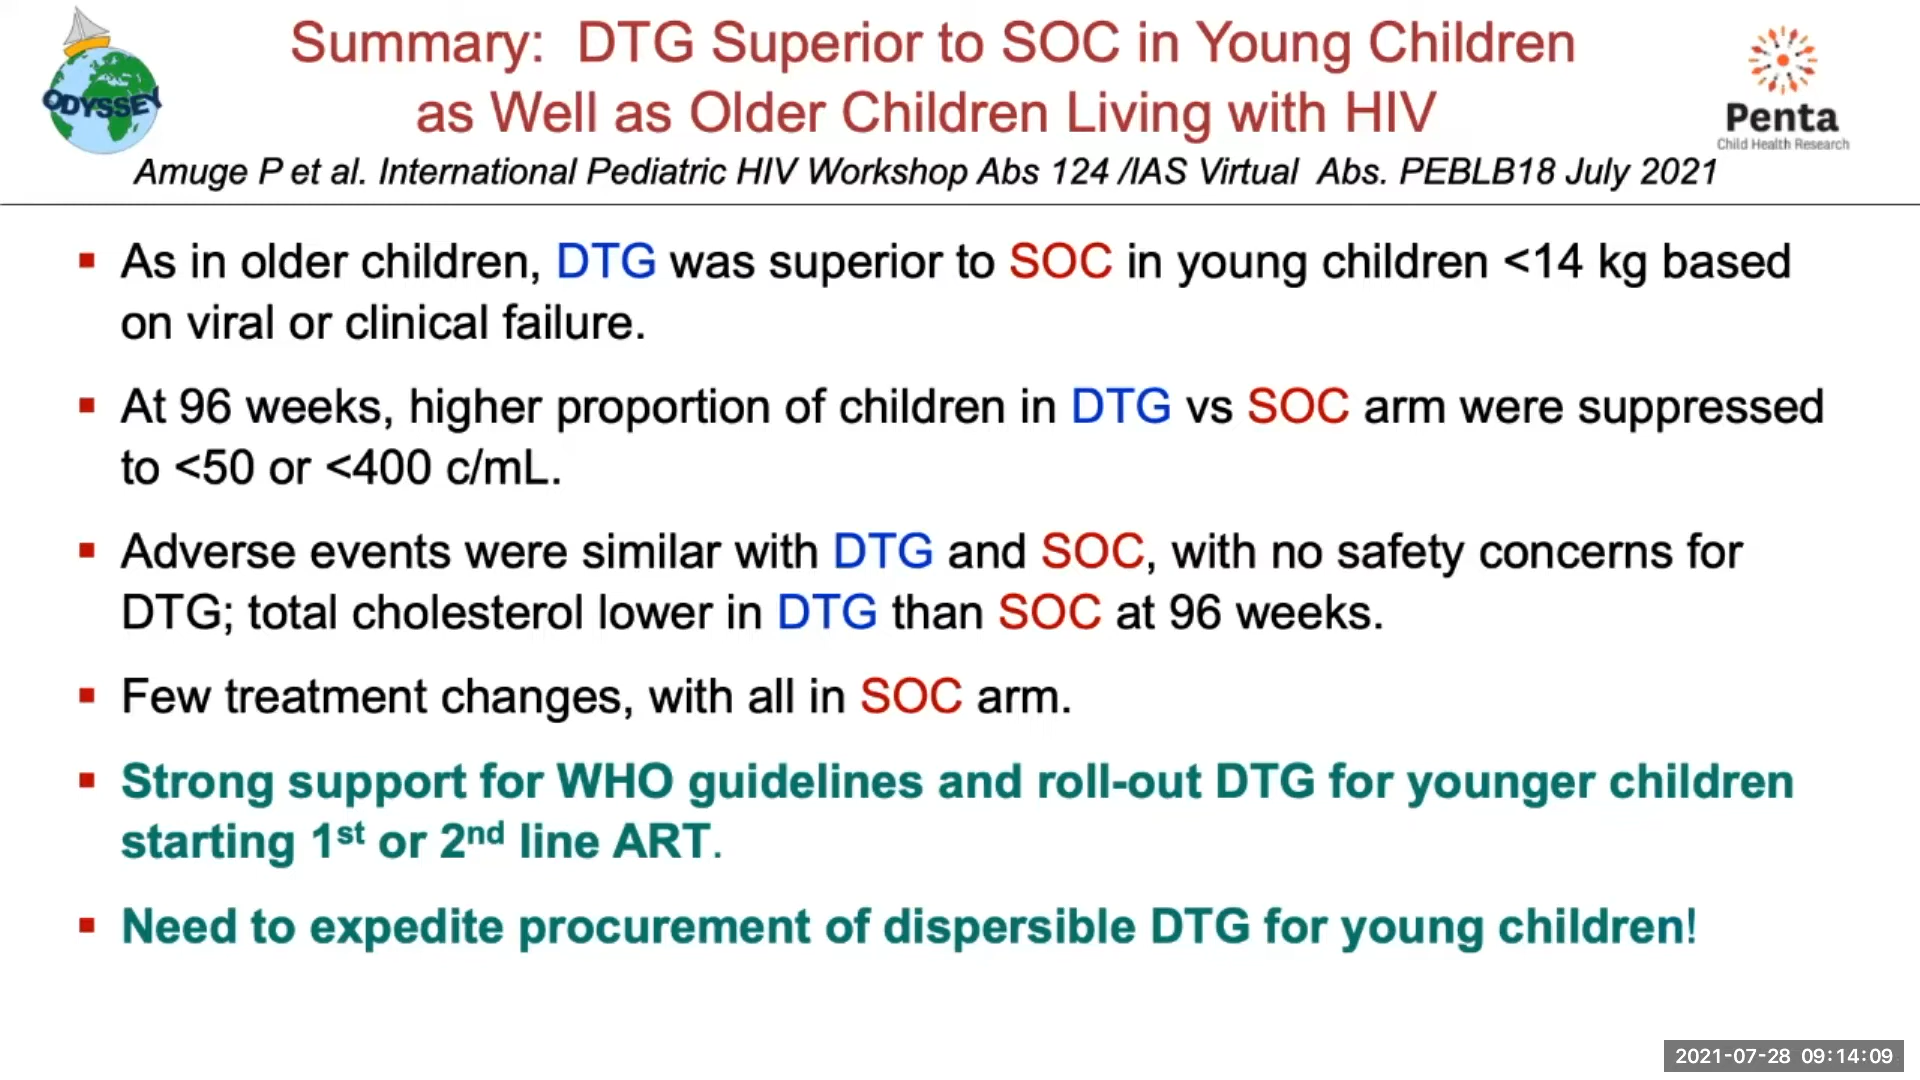 Summary: DTG Superior to SOC in Young Children
as Well as Older Children Living with HIV
ODYSSEY
Penta
Child Health Research
Amuge P et al. International Pediatric HIV Workshop Abs 124 /IAS Virtual Abs. PEBLB18 July 2021
▪ As in older children, DTG was superior to SOC in young children <14 kg based
on viral or clinical failure.
▪ At 96 weeks, higher proportion of children in DTG vs SOC arm were suppressed
to <50 or <400 c/mL.
▪ Adverse events were similar with DTG and SOC, with no safety concerns for
DTG; total cholesterol lower in DTG than SOC at 96 weeks.
▪ Few treatment changes, with all in SOC arm.
▪ Strong support for WHO guidelines and roll-out DTG for younger children
starting 1st or 2nd line ART.
▪ Need to expedite procurement of dispersible DTG for young children!
2021-07-28 09:14:09